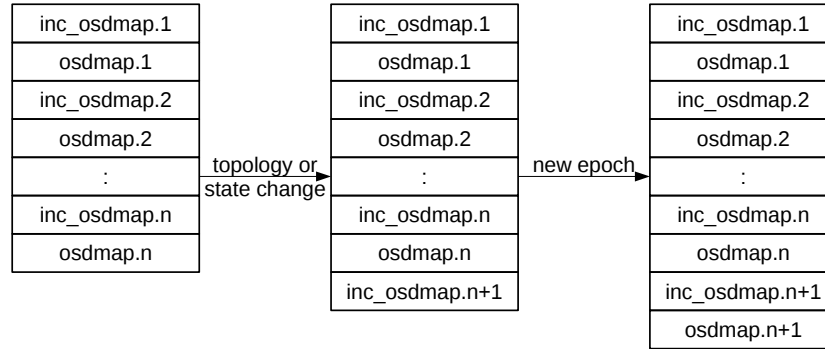 inc_osdmap.1
osdmap.1
inc_osdmap.2
osdmap.2
:
inc_osdmap.n
osdmap.n
topology or
state change
inc_osdmap.1
osdmap.1
inc_osdmap.2
osdmap.2
:
inc_osdmap.n
osdmap.n
inc_osdmap.n+1
new epoch
inc_osdmap.1
osdmap.1
inc_osdmap.2
osdmap.2
:
inc_osdmap.n
osdmap.n
inc_osdmap.n+1
osdmap.n+1